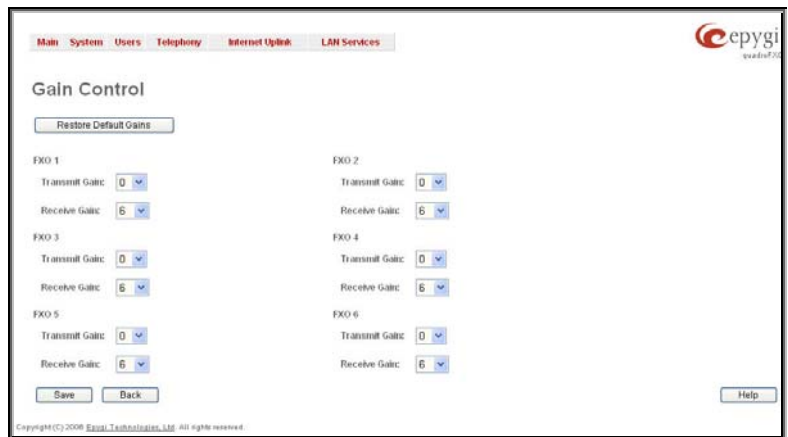 Main System Users Telephony Internet Uplink LAN Services
epygi
Gain Control
Restore Default Gains
FXO 1 FXO 2
Transmit Gain: 0 Transmit Gain: 0
Receive Gain: 6 Receive Gain: 6
FXO 3 FXO 4
Transmit Gain: 0 Transmit Gain: 0
Receive Gain: 6 Receive Gain: 6
FXO 5 FXO 6
Transmit Gain: 0 Transmit Gain: 0
Receive Gain: 6 Receive Gain: 6
Save Back Help
Copyright (C) 2008 Epygi Technologies, Ltd. All rights reserved.